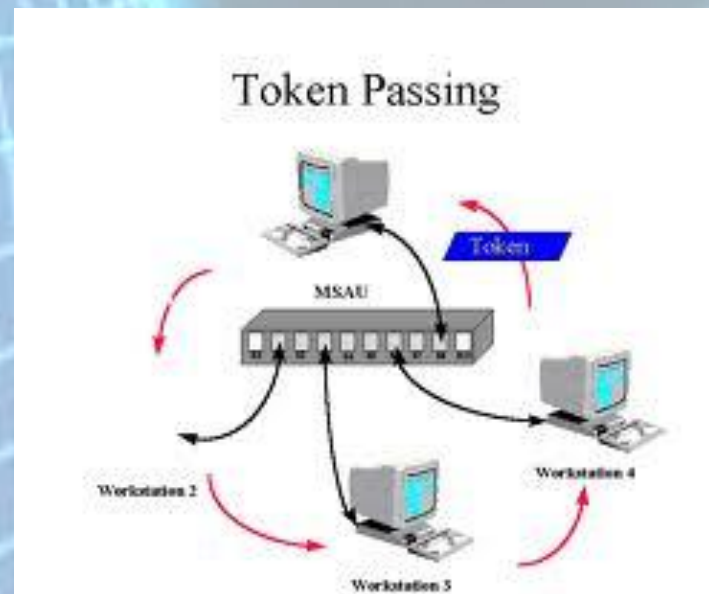 Token Passing
Token
MSAU
Workstation 4
Workstation 2
Workstation 3